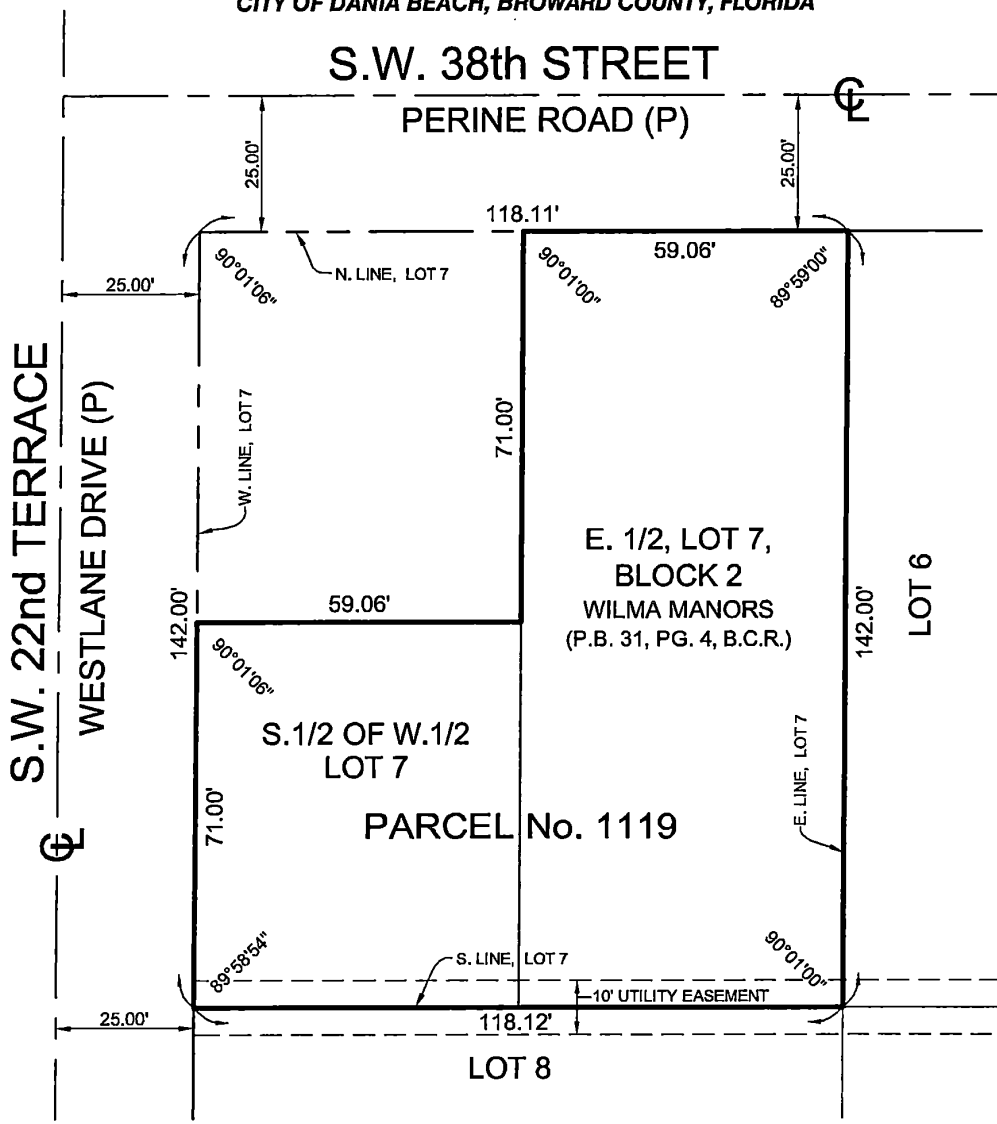 CITY OF DANIA BEACH, BROWARD COUNTY, FLORIDA
S.W. 38th STREET
PERINE ROAD (P)
CL
25.00'
25.00'
118.11'
59.06'
N. LINE, LOT 7
90°01'06"
90°01'00"
89°59'00"
25.00'
S.W. 22nd TERRACE
WESTLANE DRIVE (P)
W. LINE, LOT 7
71.00'
E. 1/2, LOT 7,
BLOCK 2
WILMA MANORS
(P.B. 31, PG. 4, B.C.R.)
LOT 6
142.00'
142.00'
59.06'
90°01'06"
S.1/2 OF W.1/2
LOT 7
71.00'
PARCEL No. 1119
E. LINE, LOT 7
CL
89°58'54"
S. LINE, LOT 7
90°01'00"
10' UTILITY EASEMENT
25.00'
118.12'
LOT 8